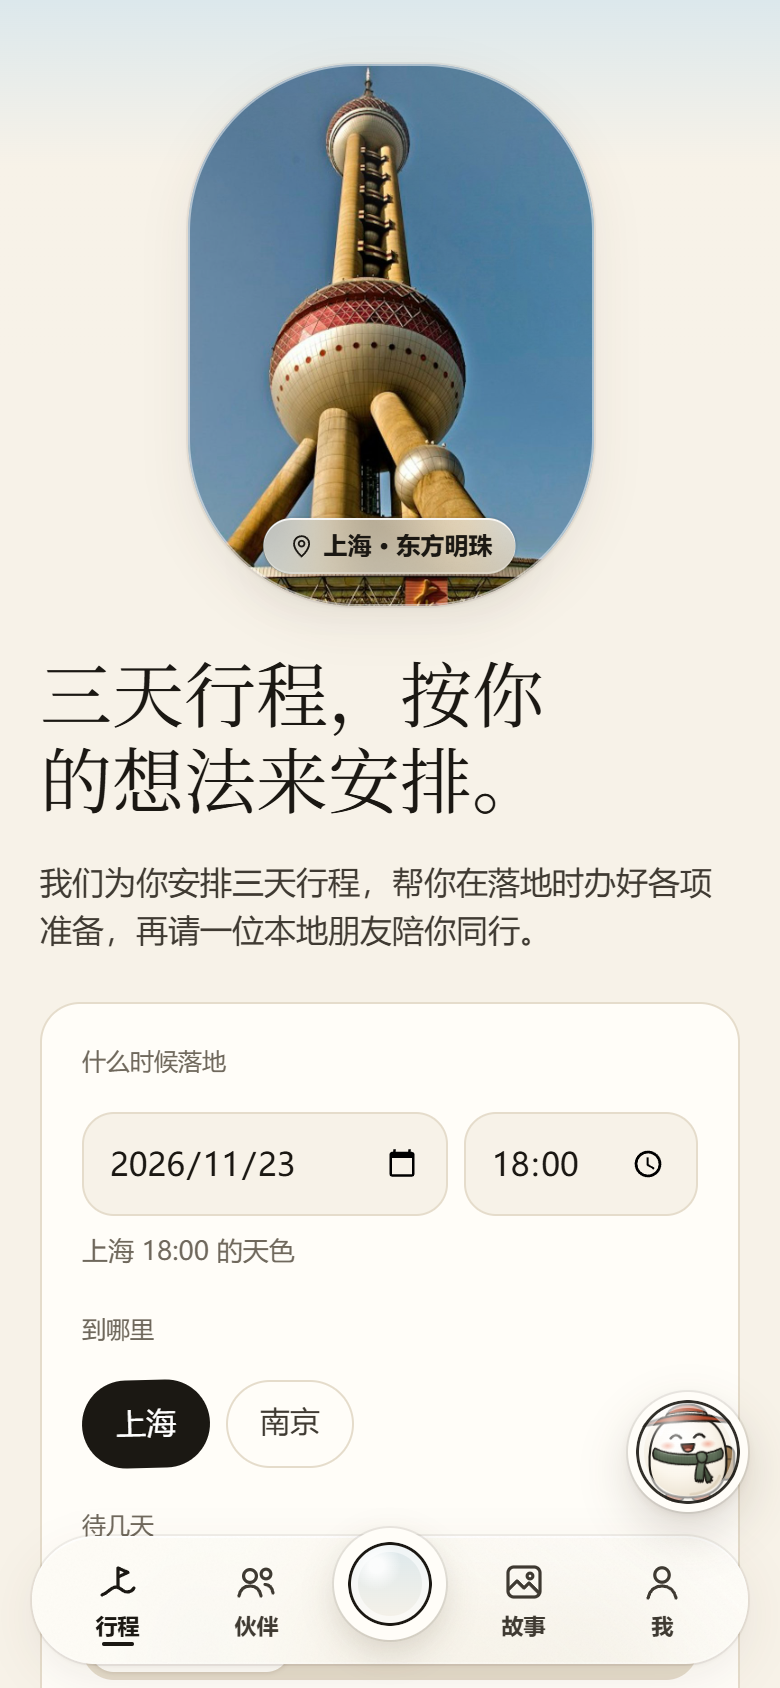 上海・东方明珠
三天行程，按你
的想法来安排。
我们为你安排三天行程，帮你在落地时办好各项
准备，再请一位本地朋友陪你同行。
什么时候落地
2026/11/23
18:00
上海 18:00 的天色
到哪里
上海
南京
待几天
行程
伙伴
故事
我